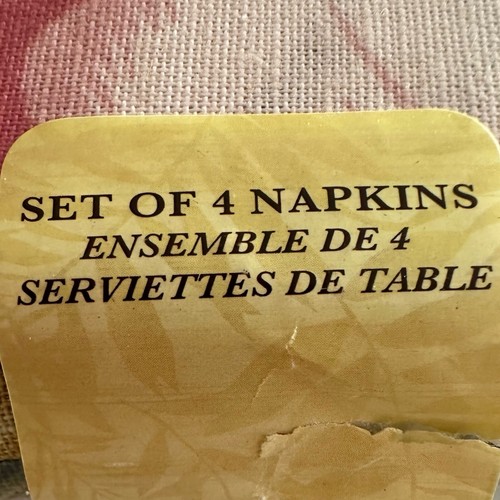 SET OF 4 NAPKINS
ENSEMBLE DE 4
SERVIETTES DE TABLE